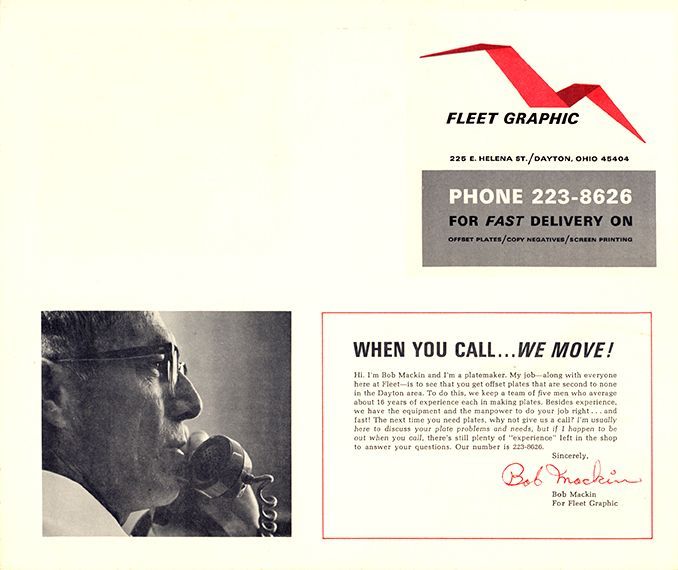 FLEET GRAPHIC
225 E. HELENA ST./DAYTON, OHIO 45404
PHONE 223-8626
FOR FAST DELIVERY ON
OFFSET PLATES/COPY NEGATIVES/SCREEN PRINTING
WHEN YOU CALL...WE MOVE!
Hi. I'm Bob Mackin and I'm a platemaker. My job—along with everyone
here at Fleet—is to see that you get offset plates that are second to none
in the Dayton area. To do this, we keep a team of five men who average
about 16 years of experience each in making plates. Besides experience,
we have the equipment and the manpower to do your job right . . . and
fast! The next time you need plates, why not give us a call? I'm usually
here to discuss your plate problems and needs, but if I happen to be
out when you call, there's still plenty of "experience" left in the shop
to answer your questions. Our number is 223-8626.
Sincerely,
Bob Mackin
Bob Mackin
For Fleet Graphic